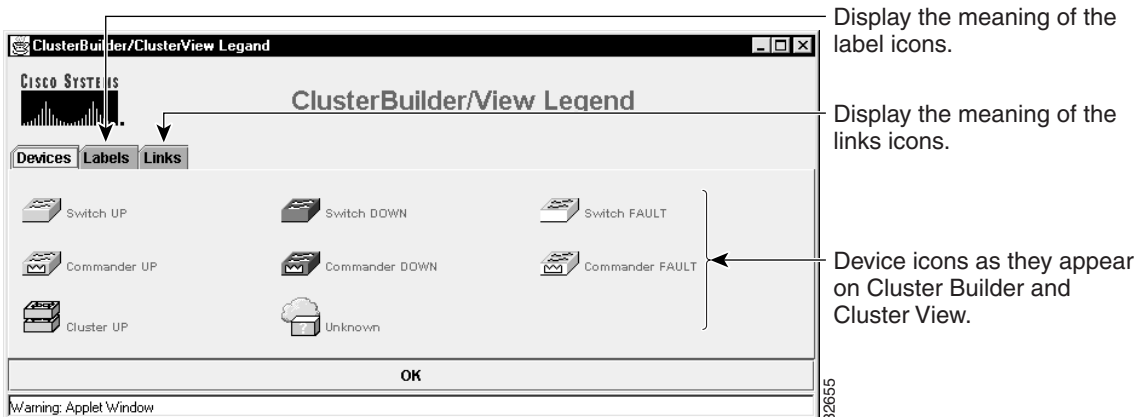 Display the meaning of the
label icons.
ClusterBuilder/ClusterView Legand
CISCO SYSTEMS
ClusterBuilder/View Legend
Display the meaning of the
links icons.
Devices Labels Links
Switch UP Switch DOWN Switch FAULT
Commander UP Commander DOWN Commander FAULT
Device icons as they appear
on Cluster Builder and
Cluster View.
Cluster UP ? Unknown
OK
Warning: Applet Window